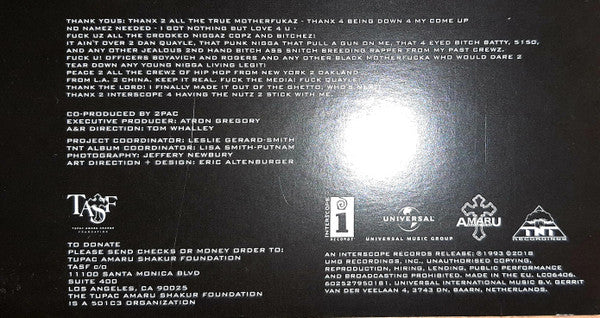 THANK YOUS: THANX 2 ALL THE TRUE MOTHERFUKAZ - THANX 4 BEING DOWN 4 MY COME UP
NO NAMEZ NEEDED - I GOT NOTHING BUT LOVE 4 U -
FUCK UZ ALL THE CROOKED NIGGAZ COPZ AND BITCHEZ!
IT AIN'T OVER 2 DAN QUAYLE, THAT PUNK NIGGA THAT PULL A GUN ON ME, THAT 4 EYED BITCH BATTY, 5150,
AND ANY OTHER JEALOUS 2ND HAND BITCH ASS SNITCH BREEDING RAPPER FROM MY PAST CREWZ.
FUCK U! OFFICERS BOYAVICH AND ROGERS AND ANY OTHER BLACK MOTHERFUCKA WHO WOULD DARE 2
TEAR DOWN ANY YOUNG NIGGA LIVING LEGIT!
PEACE 2 ALL THE CREWZ OF HIP HOP FROM NEW YORK 2 OAKLAND
FROM L.A. 2 CHINA. KEEP IT REAL. FUCK THE MEDIA! FUCK QUAYLE!
THANK THE LORD! I FINALLY MADE IT OUT OF THE GHETTO, WHO'S
THANX 2 INTERSCOPE 4 HAVING THE NUTZ 2 STICK WITH ME.
CO-PRODUCED BY 2PAC
EXECUTIVE PRODUCER: ATRON GREGORY
A&R DIRECTION: TOM WHALLEY
PROJECT COORDINATOR: LESLIE GERARD-SMITH
TNT ALBUM COORDINATOR: LISA SMITH-PUTNAM
PHOTOGRAPHY: JEFFERY NEWBURY
ART DIRECTION + DESIGN: ERIC ALTENBURGER
TASF
TUPAC AMARU SHAKUR
FOUNDATION
INTERSCOPE
RECORDS
UNIVERSAL
UNIVERSAL MUSIC GROUP
AMARU
TNT
RECORDINGS
TO DONATE
PLEASE SEND CHECKS OR MONEY ORDER TO:
TUPAC AMARU SHAKUR FOUNDATION
TASF C/O
11100 SANTA MONICA BLVD
SUITE 400
LOS ANGELES, CA 90025
THE TUPAC AMARU SHAKUR FOUNDATION
IS A 501C3 ORGANIZATION
AN INTERSCOPE RECORDS RELEASE; ℗1993 ©2018
UMG RECORDINGS, INC. UNAUTHORISED COPYING,
REPRODUCTION, HIRING, LENDING, PUBLIC PERFORMANCE
AND BROADCASTING PROHIBITED. MADE IN THE EU. LC06406.
602527950181. UNIVERSAL INTERNATIONAL MUSIC B.V. GERRIT
VAN DER VEELAAN 4, 3743 DN, BAARN, NETHERLANDS.